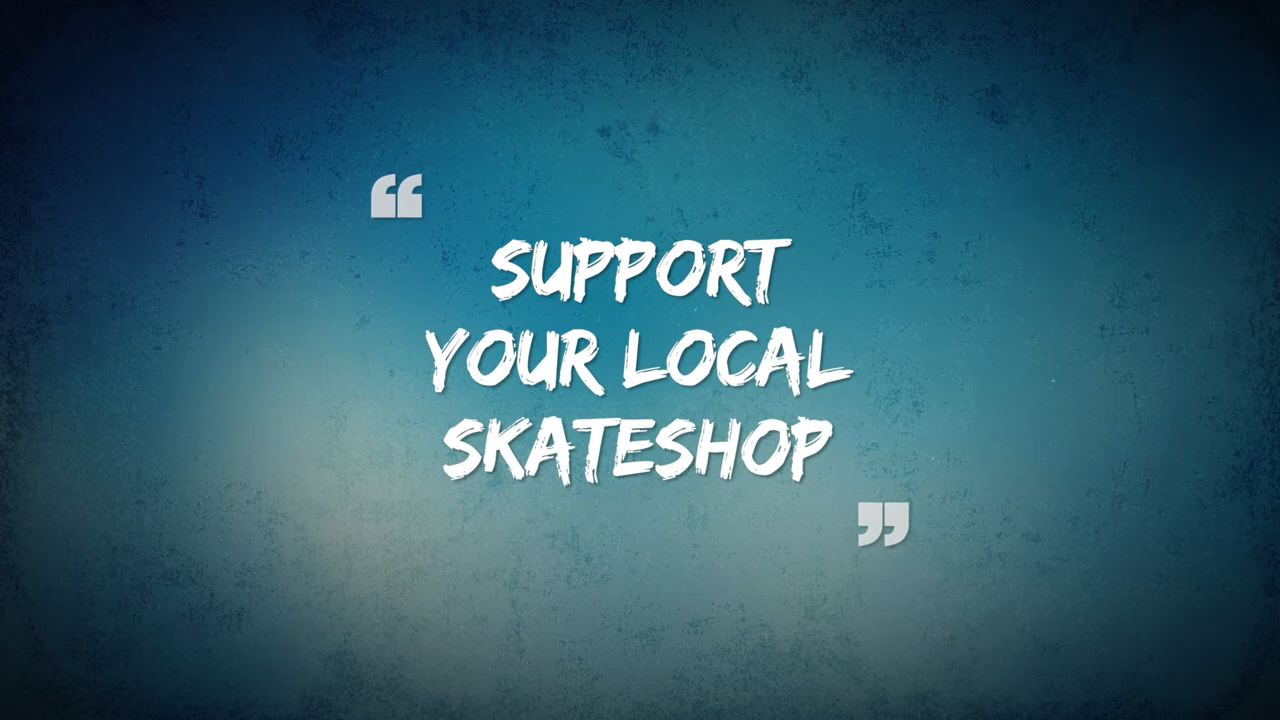 “
SUPPORT
YOUR LOCAL
SKATESHOP
”